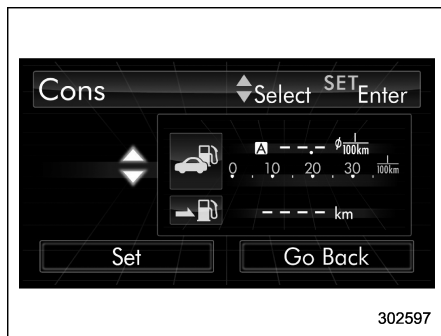 Cons Select SET Enter
A --.- ø l/100km
0 10 20 30 l/100km
---- km
Set Go Back
302597